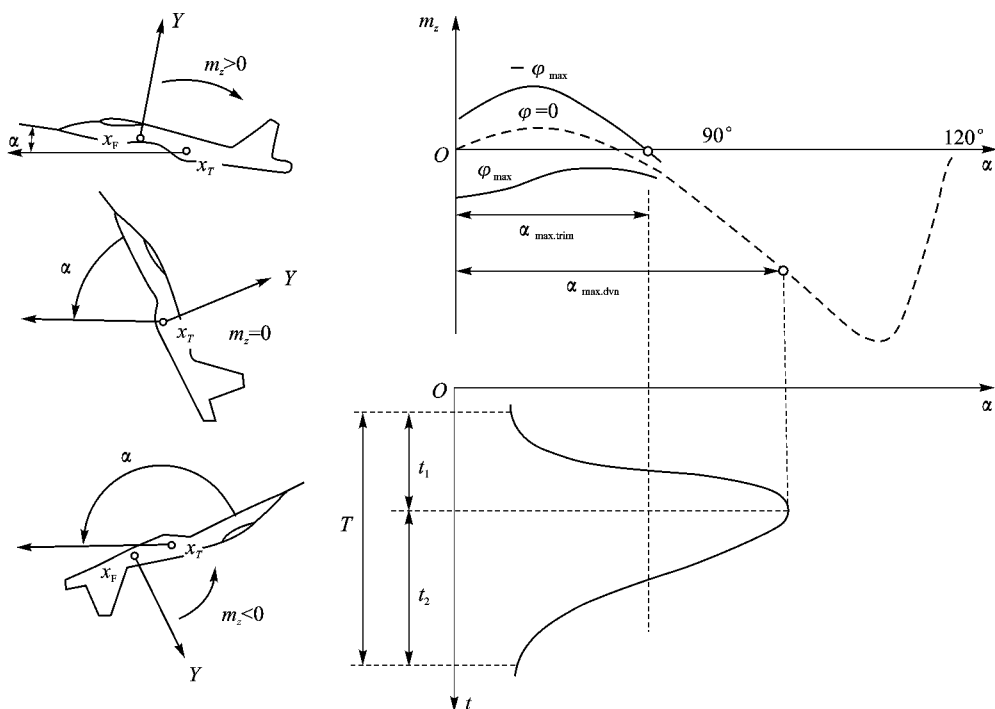 Y
m_z>0
α
x_F
x_T
α
Y
x_T
m_z=0
α
x_T
x_F
m_z<0
Y
m_z
− φ_max
φ=0
90°
120°
O
α
φ_max
α_max.trim
α_max.dvn
O
α
t_1
T
t_2
t